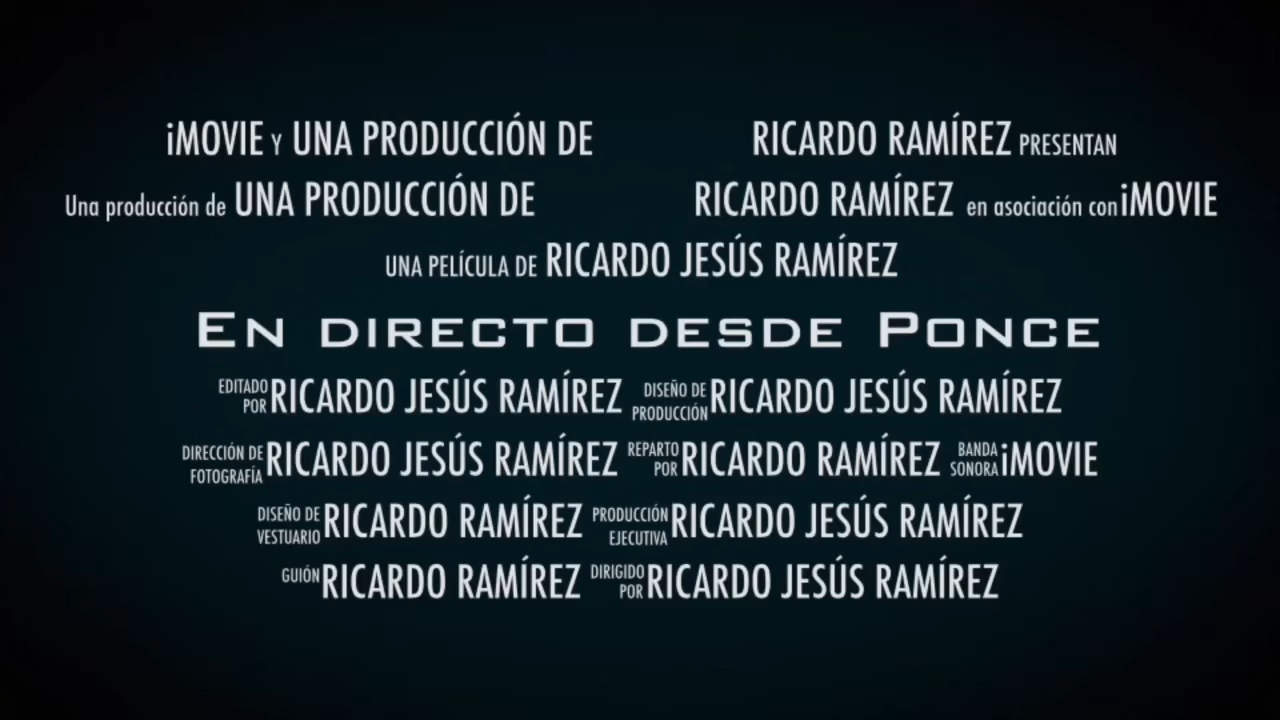 iMOVIE Y UNA PRODUCCIÓN DE RICARDO RAMÍREZ PRESENTAN
Una producción de UNA PRODUCCIÓN DE RICARDO RAMÍREZ en asociación con iMOVIE
UNA PELÍCULA DE RICARDO JESÚS RAMÍREZ
EN DIRECTO DESDE PONCE
EDITADO POR RICARDO JESÚS RAMÍREZ DISEÑO DE PRODUCCIÓN RICARDO JESÚS RAMÍREZ
DIRECCIÓN DE FOTOGRAFÍA RICARDO JESÚS RAMÍREZ REPARTO POR RICARDO RAMÍREZ BANDA SONORA iMOVIE
DISEÑO DE VESTUARIO RICARDO RAMÍREZ PRODUCCIÓN EJECUTIVA RICARDO JESÚS RAMÍREZ
GUIÓN RICARDO RAMÍREZ DIRIGIDO POR RICARDO JESÚS RAMÍREZ